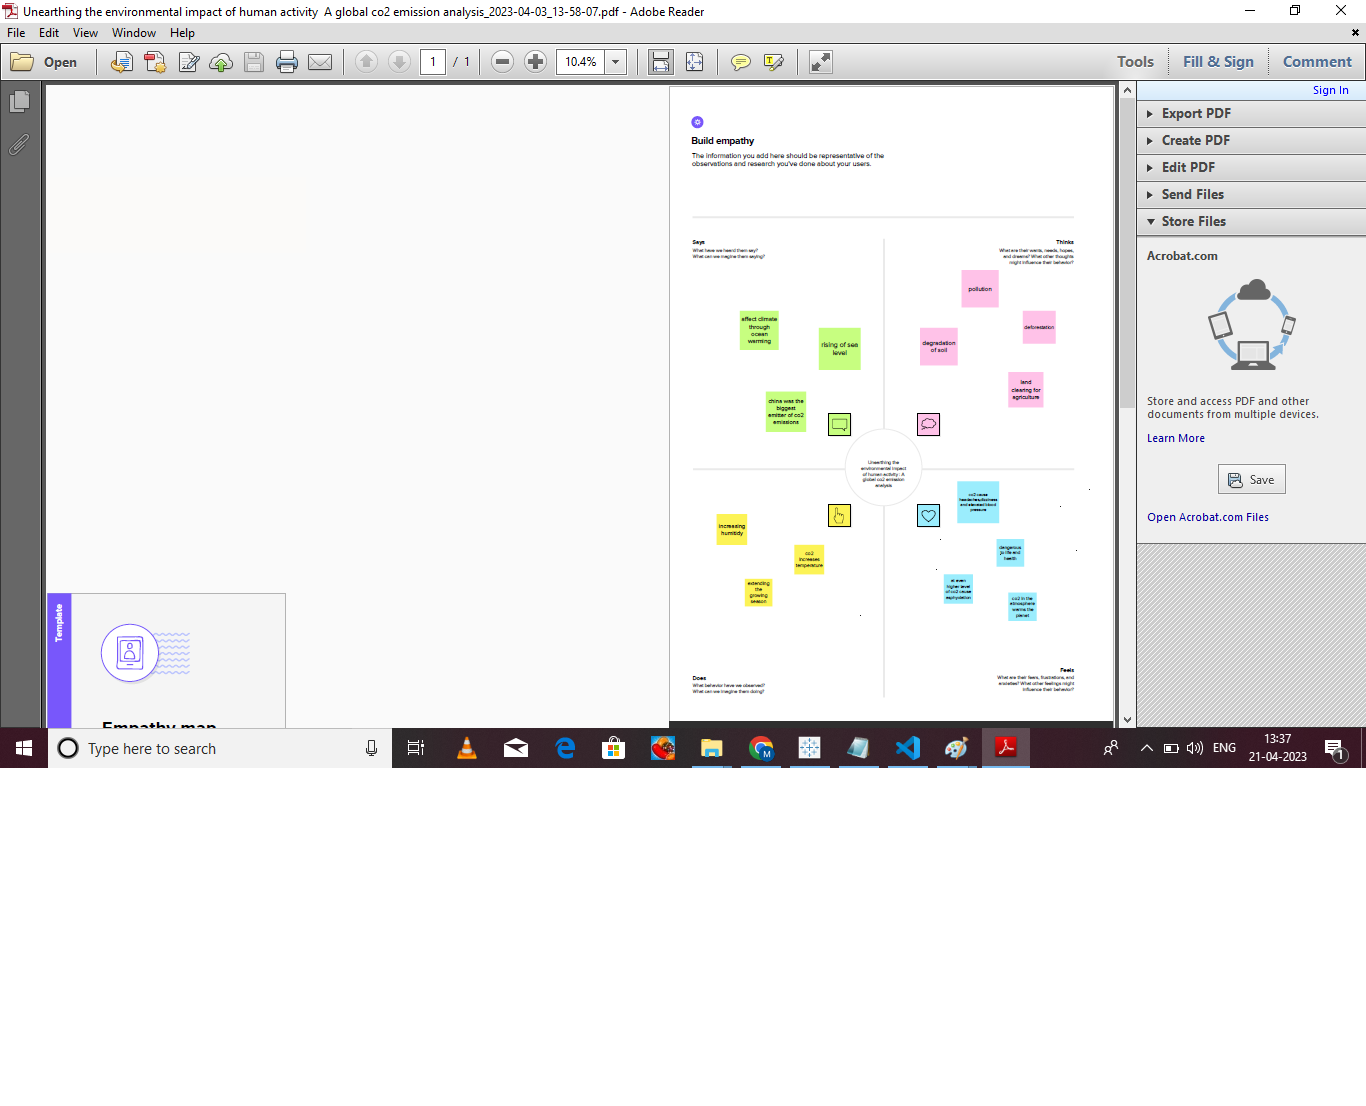 Unearthing the environmental impact of human activity  A global co2 emission analysis_2023-04-03_13-58-07.pdf - Adobe Reader
File Edit View Window Help
Open
1 / 1
10.4%
Tools
Fill & Sign
Comment
Sign In
Export PDF
Create PDF
Edit PDF
Send Files
Store Files
Acrobat.com
Store and access PDF and other
documents from multiple devices.
Learn More
Save
Open Acrobat.com Files
Build empathy
The information you add here should be representative of the
observations and research you've done about your users.
Says
What have we heard them say?
What can we imagine them saying?
Thinks
What are their wants, needs, hopes,
and dreams? What other thoughts
might influence their behavior?
affect climate
through
ocean
warming
rising of sea
level
china was the
biggest
emitter of co2
emissions
pollution
deforestation
degradation
of soil
land
clearing for
agriculture
Unearthing the
environmental impact
of human activity: A
global co2 emission
analysis
increasing
humitidy
co2
increases
temperature
extending
the
growing
season
co2 cause
and elevated blood
pressure
dangerous
to life and
health
at even
higher level
of co2 cause
asphyxiation
co2 in the
atmosphere
warms the
planet
Does
What behavior have we observed?
What can we imagine them doing?
Feels
What are their fears, frustrations, and
anxieties? What other feelings might
influence their behavior?
Template
Empathy map
Type here to search
ENG
13:37
21-04-2023
1